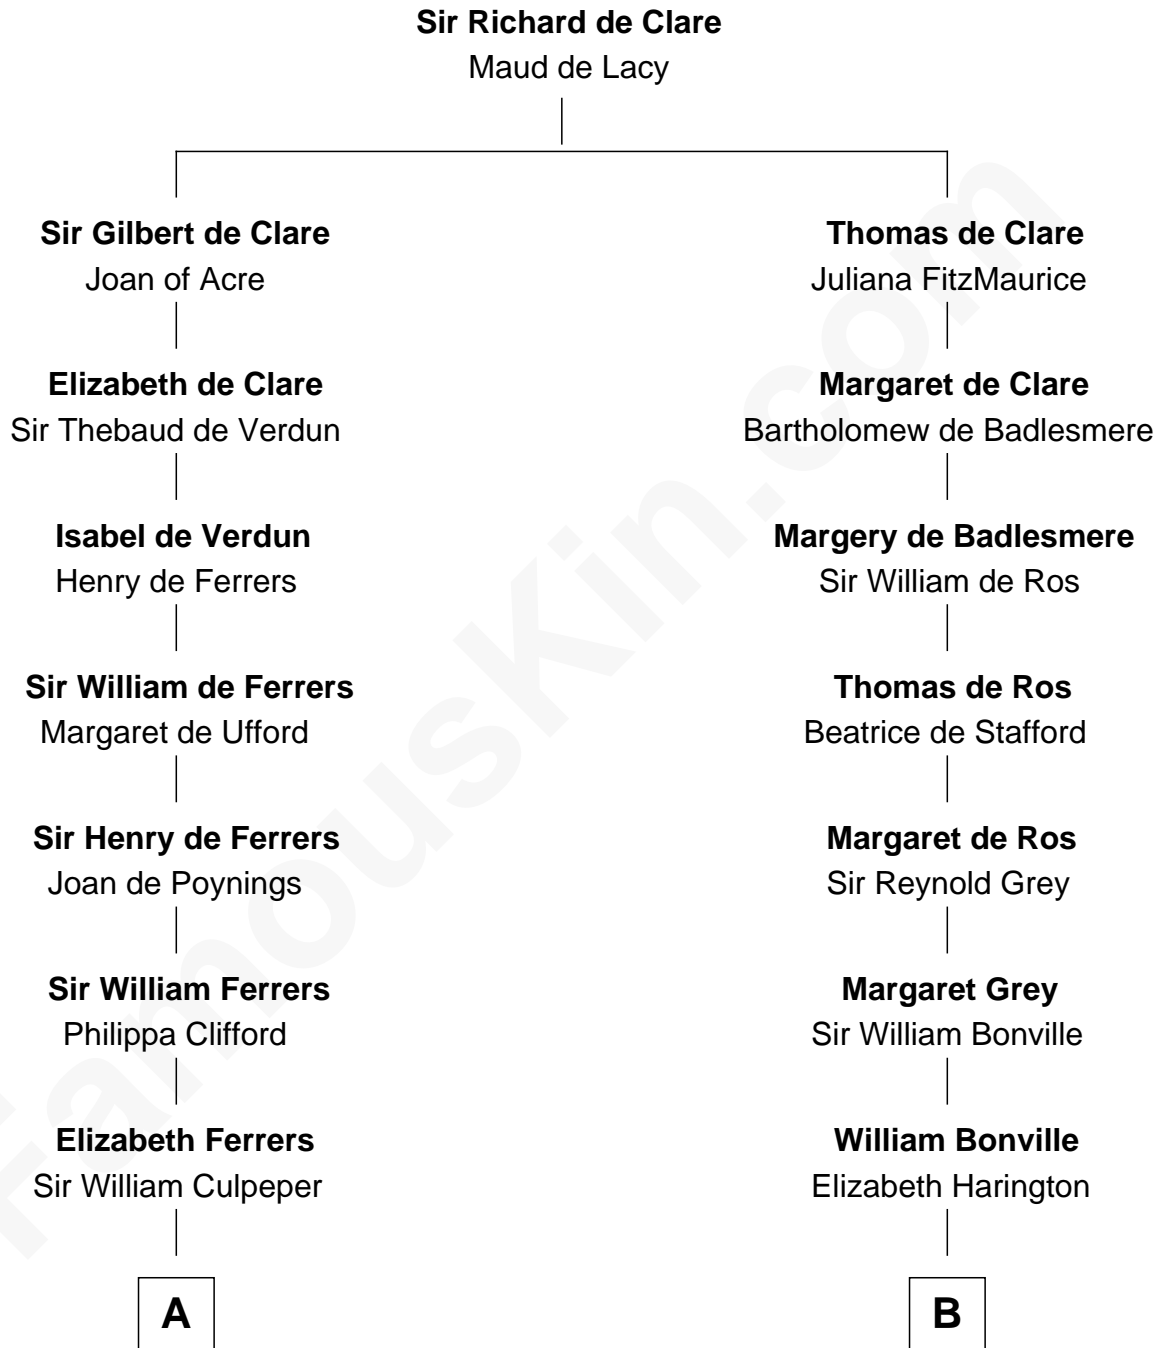 Sir Richard de Clare
Maud de Lacy
Sir Gilbert de Clare
Joan of Acre
Thomas de Clare
Juliana FitzMaurice
Elizabeth de Clare
Sir Thebaud de Verdun
Margaret de Clare
Bartholomew de Badlesmere
Isabel de Verdun
Henry de Ferrers
Margery de Badlesmere
Sir William de Ros
Sir William de Ferrers
Margaret de Ufford
Thomas de Ros
Beatrice de Stafford
Sir Henry de Ferrers
Joan de Poynings
Margaret de Ros
Sir Reynold Grey
Sir William Ferrers
Philippa Clifford
Margaret Grey
Sir William Bonville
Elizabeth Ferrers
Sir William Culpeper
William Bonville
Elizabeth Harington
A
B
FamousKin.com